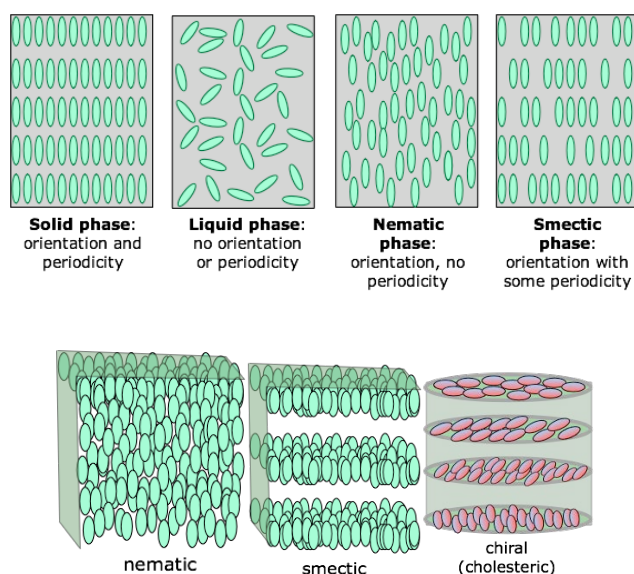 Solid phase:
orientation and
periodicity
Liquid phase:
no orientation
or periodicity
Nematic
phase:
orientation, no
periodicity
Smectic
phase:
orientation with
some periodicity
nematic
smectic
chiral
(cholesteric)